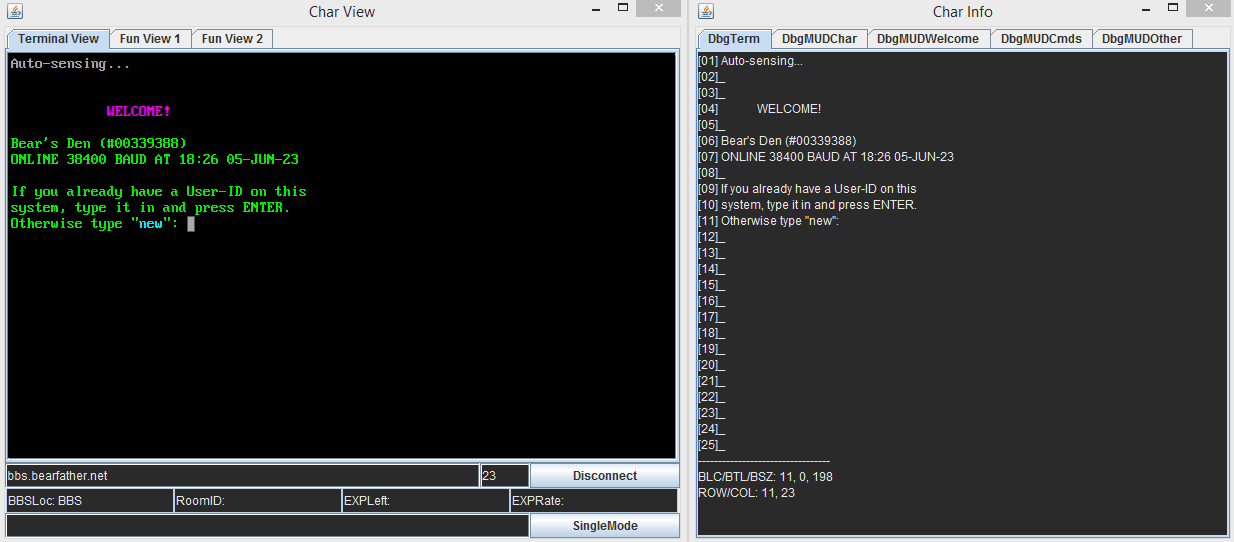 Char View
Terminal View Fun View 1 Fun View 2
Auto-sensing...
WELCOME!
Bear's Den (#00339388)
ONLINE 38400 BAUD AT 18:26 05-JUN-23
If you already have a User-ID on this
system, type it in and press ENTER.
Otherwise type "new":
bbs.bearfather.net 23 Disconnect
BBSLoc: BBS RoomID: EXPLeft: EXPRate:
SingleMode
Char Info
DbgTerm DbgMUDChar DbgMUDWelcome DbgMUDCmds DbgMUDOther
[01] Auto-sensing...
[02]_
[03]_
[04] WELCOME!
[05]_
[06] Bear's Den (#00339388)
[07] ONLINE 38400 BAUD AT 18:26 05-JUN-23
[08]_
[09] If you already have a User-ID on this
[10] system, type it in and press ENTER.
[11] Otherwise type "new":
[12]_
[13]_
[14]_
[15]_
[16]_
[17]_
[18]_
[19]_
[20]_
[21]_
[22]_
[23]_
[24]_
[25]_
---------------------------------
BLC/BTL/BSZ: 11, 0, 198
ROW/COL: 11, 23